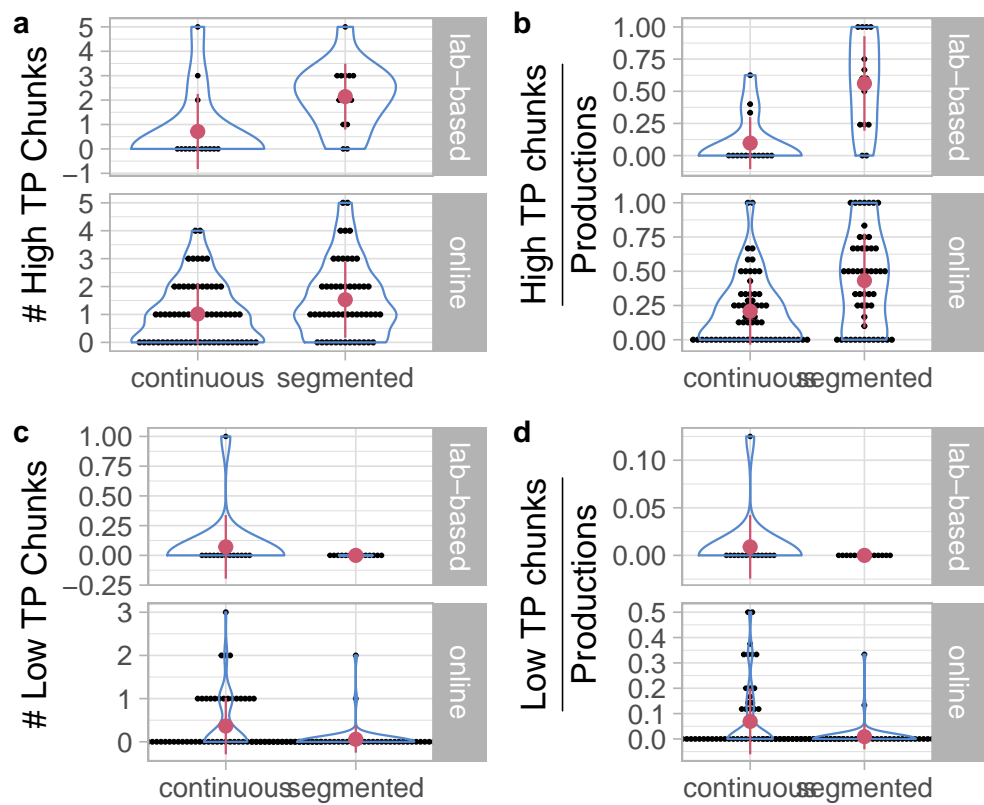 a
# High TP Chunks
5
4
3
2
1
0
−1
lab−based
5
4
3
2
1
0
online
continuous segmented
b
High TP chunks
Productions
1.00
0.75
0.50
0.25
0.00
lab−based
1.00
0.75
0.50
0.25
0.00
online
continuous segmented
c
# Low TP Chunks
1.00
0.75
0.50
0.25
0.00
−0.25
lab−based
3
2
1
0
online
continuous segmented
d
Low TP chunks
Productions
0.10
0.05
0.00
lab−based
0.5
0.4
0.3
0.2
0.1
0.0
online
continuous segmented